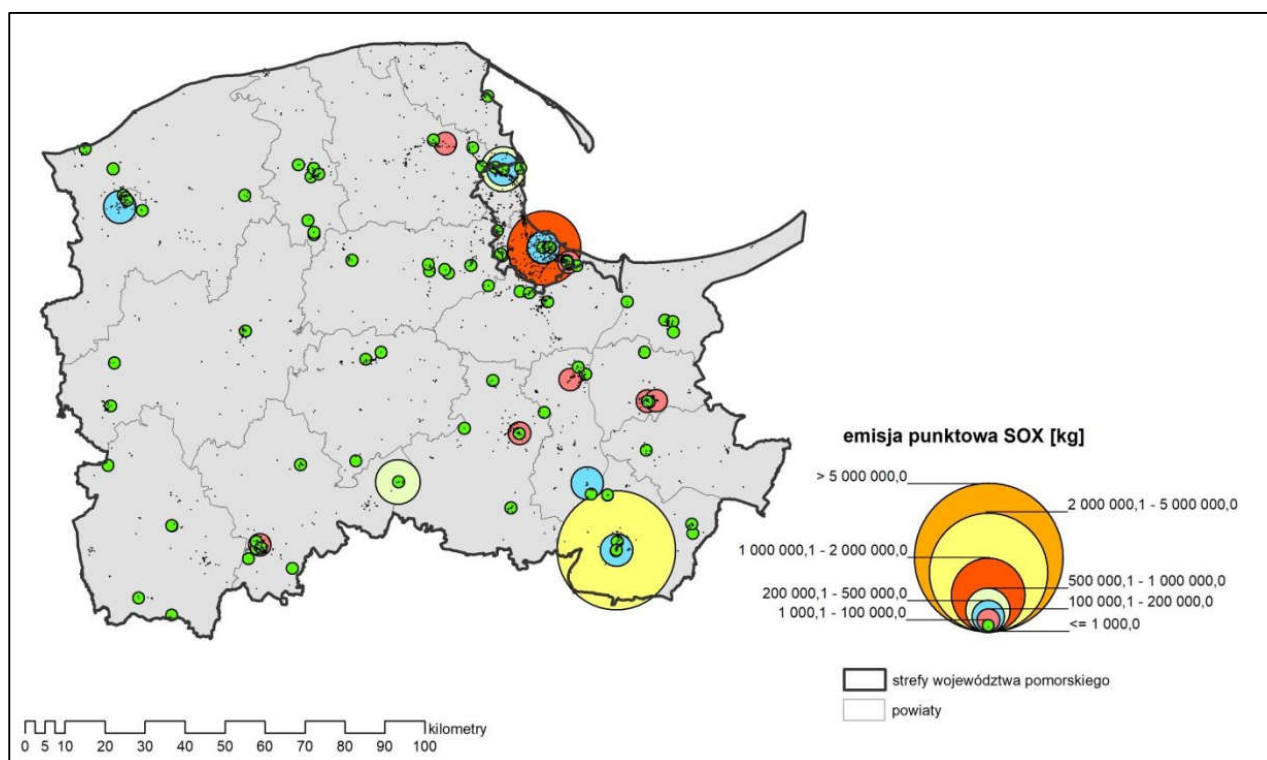 emisja punktowa SOX [kg]
> 5 000 000,0
2 000 000,1 - 5 000 000,0
1 000 000,1 - 2 000 000,0
500 000,1 - 1 000 000,0
200 000,1 - 500 000,0
100 000,1 - 200 000,0
1 000,1 - 100 000,0
<= 1 000,0
strefy województwa pomorskiego
powiaty
kilometry
0 5 10 20 30 40 50 60 70 80 90 100